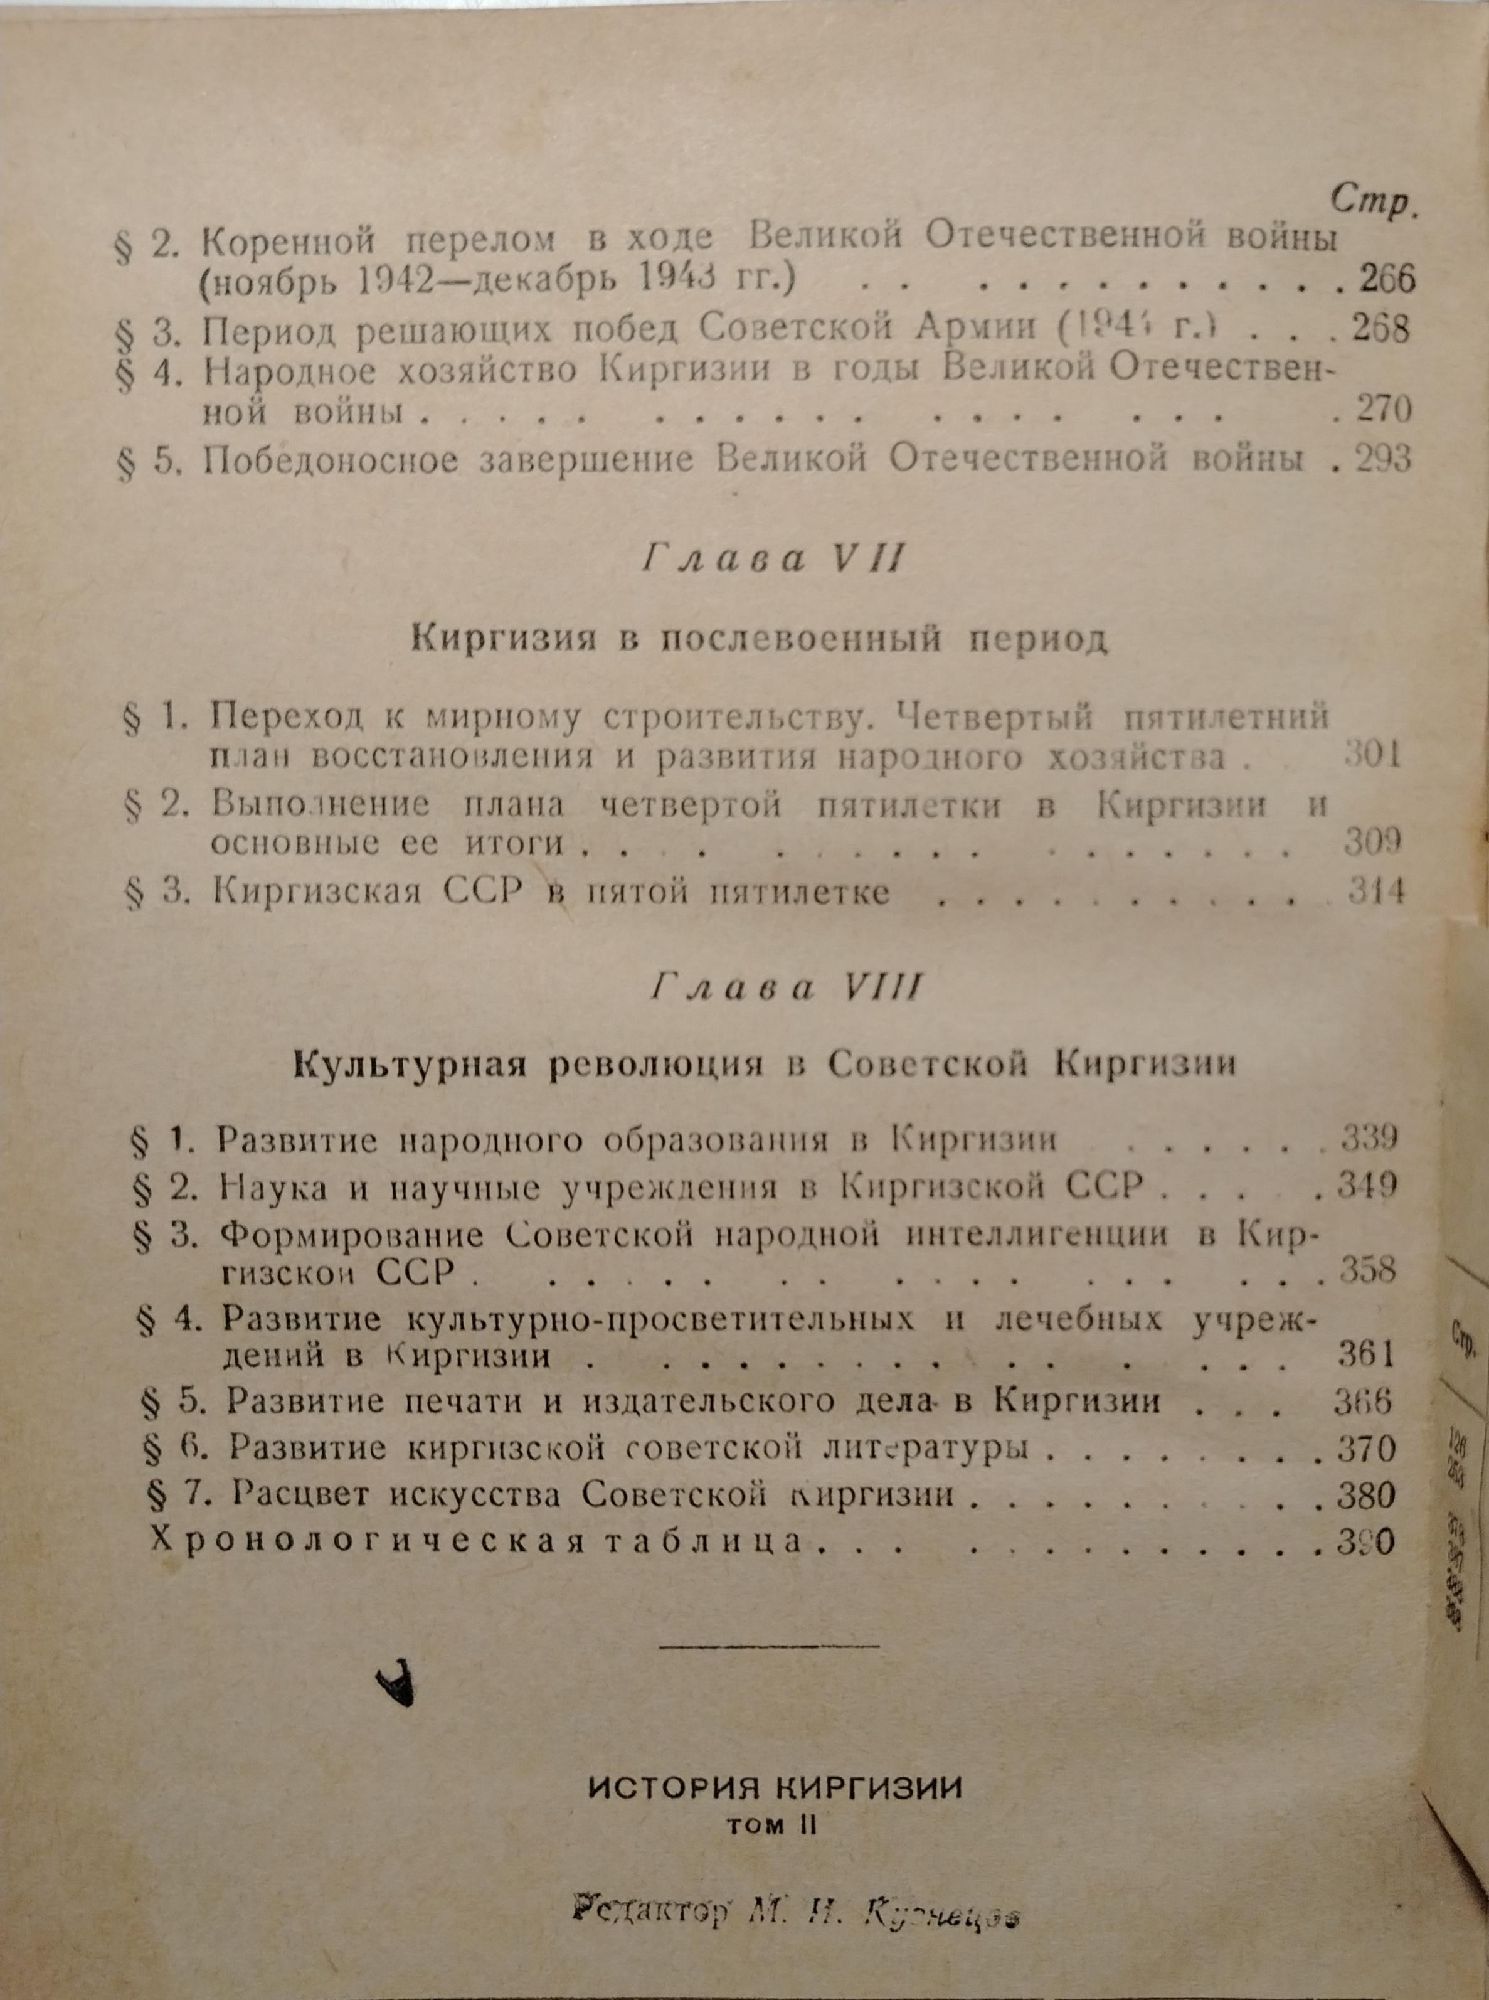 Стр.
§ 2. Коренной перелом в ходе Великой Отечественной войны
(ноябрь 1942—декабрь 1943 гг.) . . . . . . . . . . . . 266
§ 3. Период решающих побед Советской Армии (1944 г.) . . . 268
§ 4. Народное хозяйство Киргизии в годы Великой Отечествен-
ной войны . . . . . . . . . . . . . . . . . . . 270
§ 5. Победоносное завершение Великой Отечественной войны . 293
Глава VII
Киргизия в послевоенный период
§ 1. Переход к мирному строительству. Четвертый пятилетний
план восстановления и развития народного хозяйства . 301
§ 2. Выполнение плана четвертой пятилетки в Киргизии и
основные ее итоги . . . . . . . . . . . . . . . . 309
§ 3. Киргизская ССР в пятой пятилетке . . . . . . . . . . . 314
Глава VIII
Культурная революция в Советской Киргизии
§ 1. Развитие народного образования в Киргизии . . . . . . 339
§ 2. Наука и научные учреждения в Киргизской ССР . . . . . 349
§ 3. Формирование Советской народной интеллигенции в Кир-
гизской ССР . . . . . . . . . . . . . . . . . . 358
§ 4. Развитие культурно-просветительных и лечебных учреж-
дений в Киргизии . . . . . . . . . . . . . . . 361
§ 5. Развитие печати и издательского дела в Киргизии . . . 366
§ 6. Развитие киргизской советской литературы . . . . . . . . 370
§ 7. Расцвет искусства Советской Киргизии . . . . . . . . . . 380
Хронологическая таблица . . . . . . . . . . . . . 390
ИСТОРИЯ КИРГИЗИИ
ТОМ II
Редактор М. Н. Кузнецов
Стр.